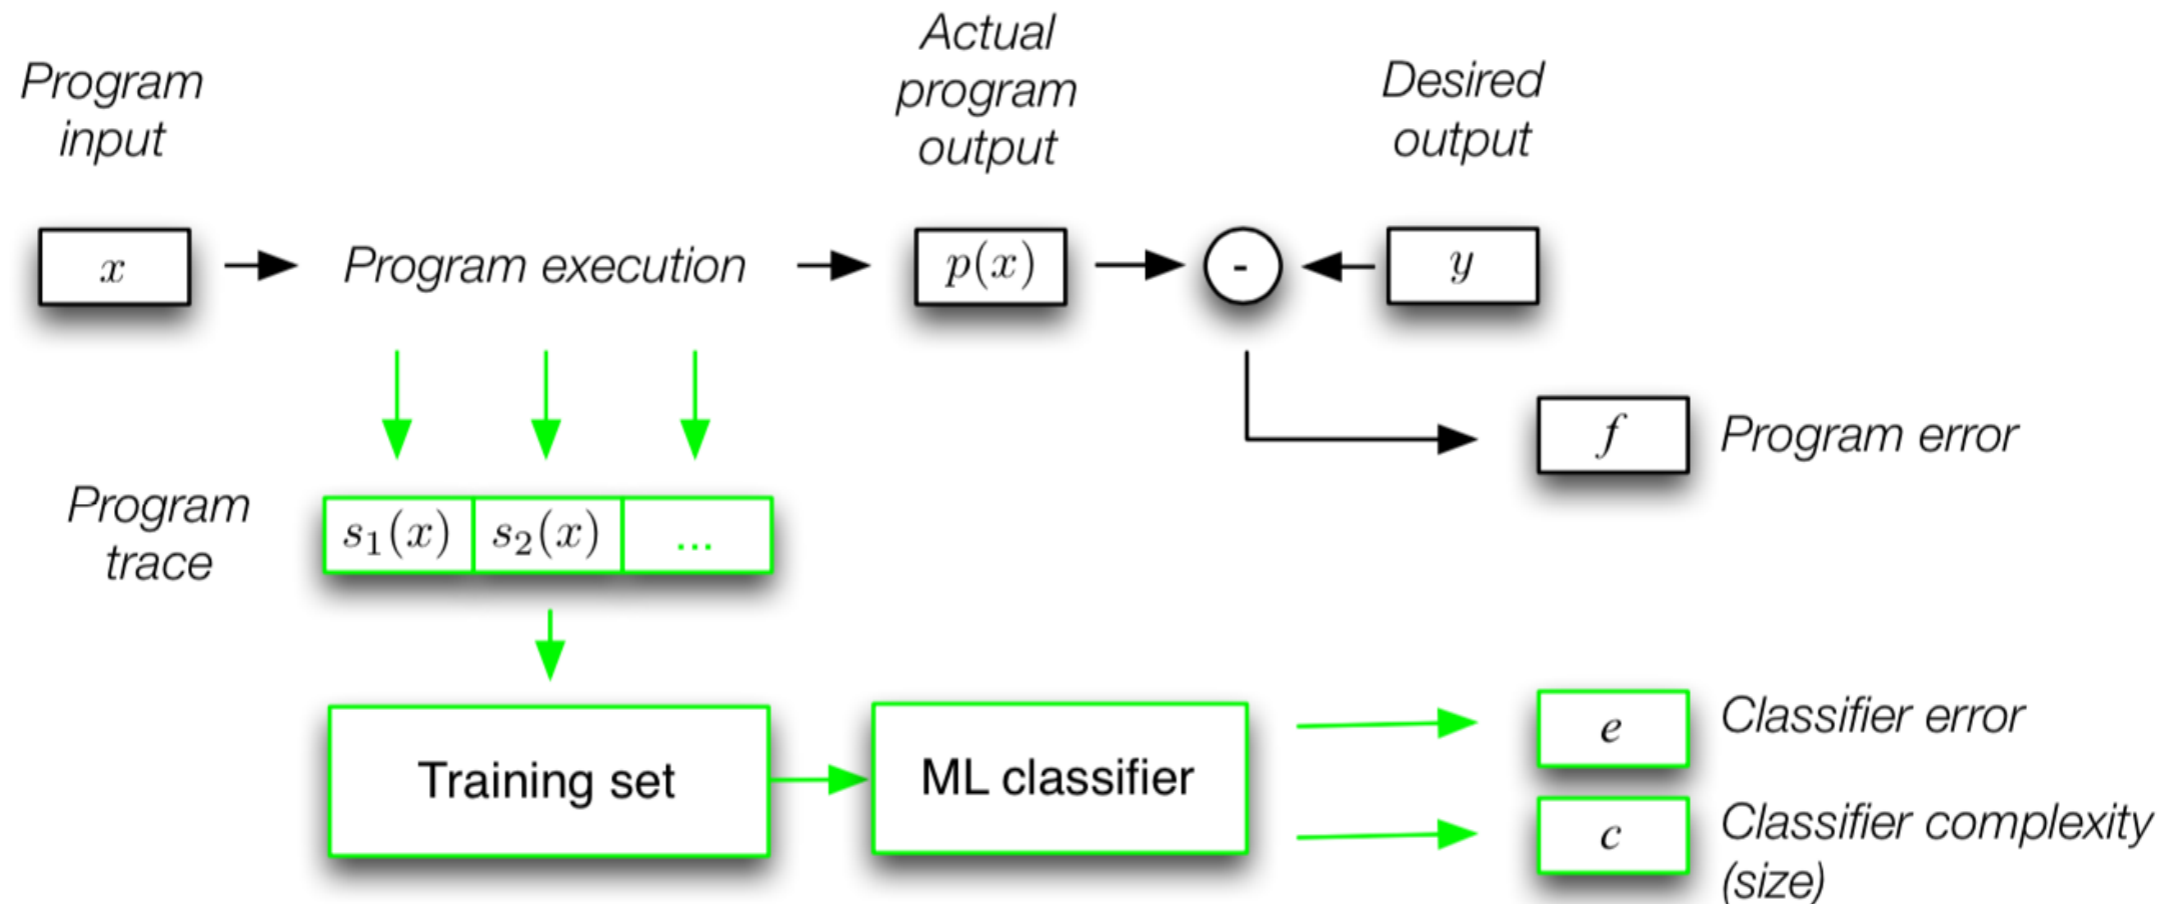 Program
input
Actual
program
output
Desired
output
x
Program execution
p(x)
-
y
f
Program error
Program
trace
s₁(x)
s₂(x)
...
Training set
ML classifier
e
Classifier error
c
Classifier complexity
(size)